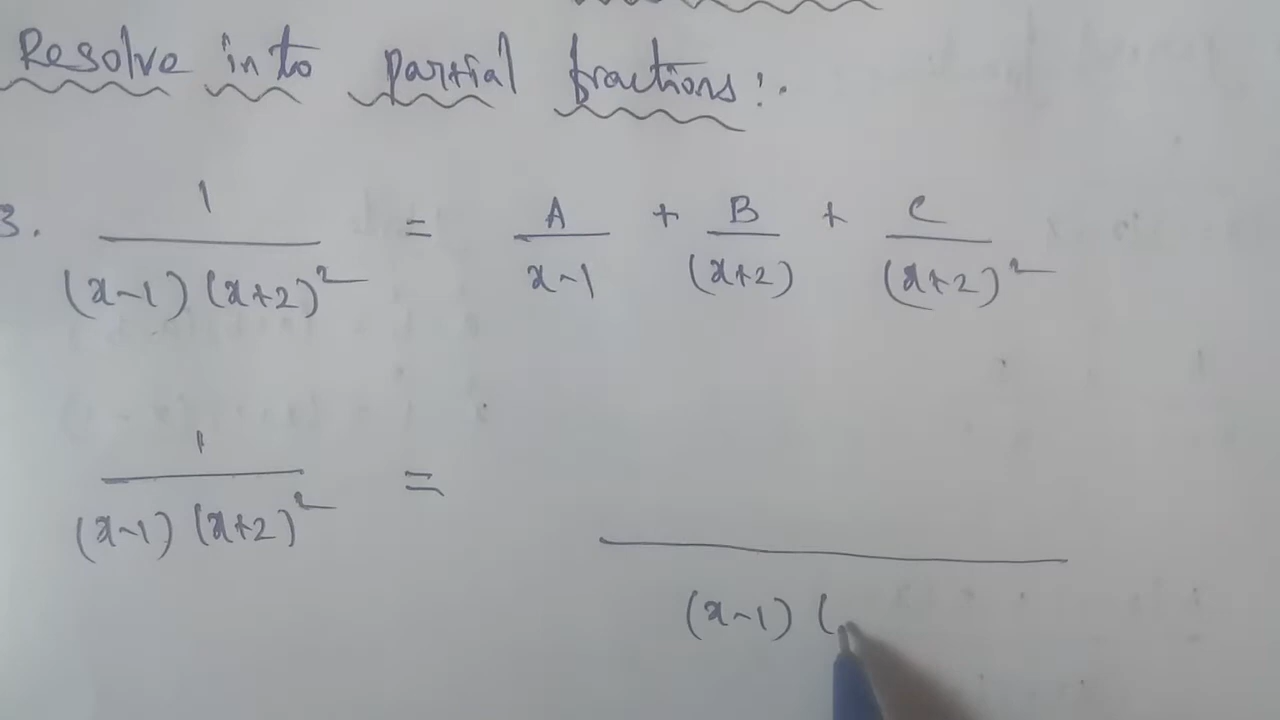 Resolve into partial fractions:.
3. 1/((x-1)(x+2)²) = A/(x-1) + B/(x+2) + C/(x+2)²
1/((x-1)(x+2)²) = /((x-1)(